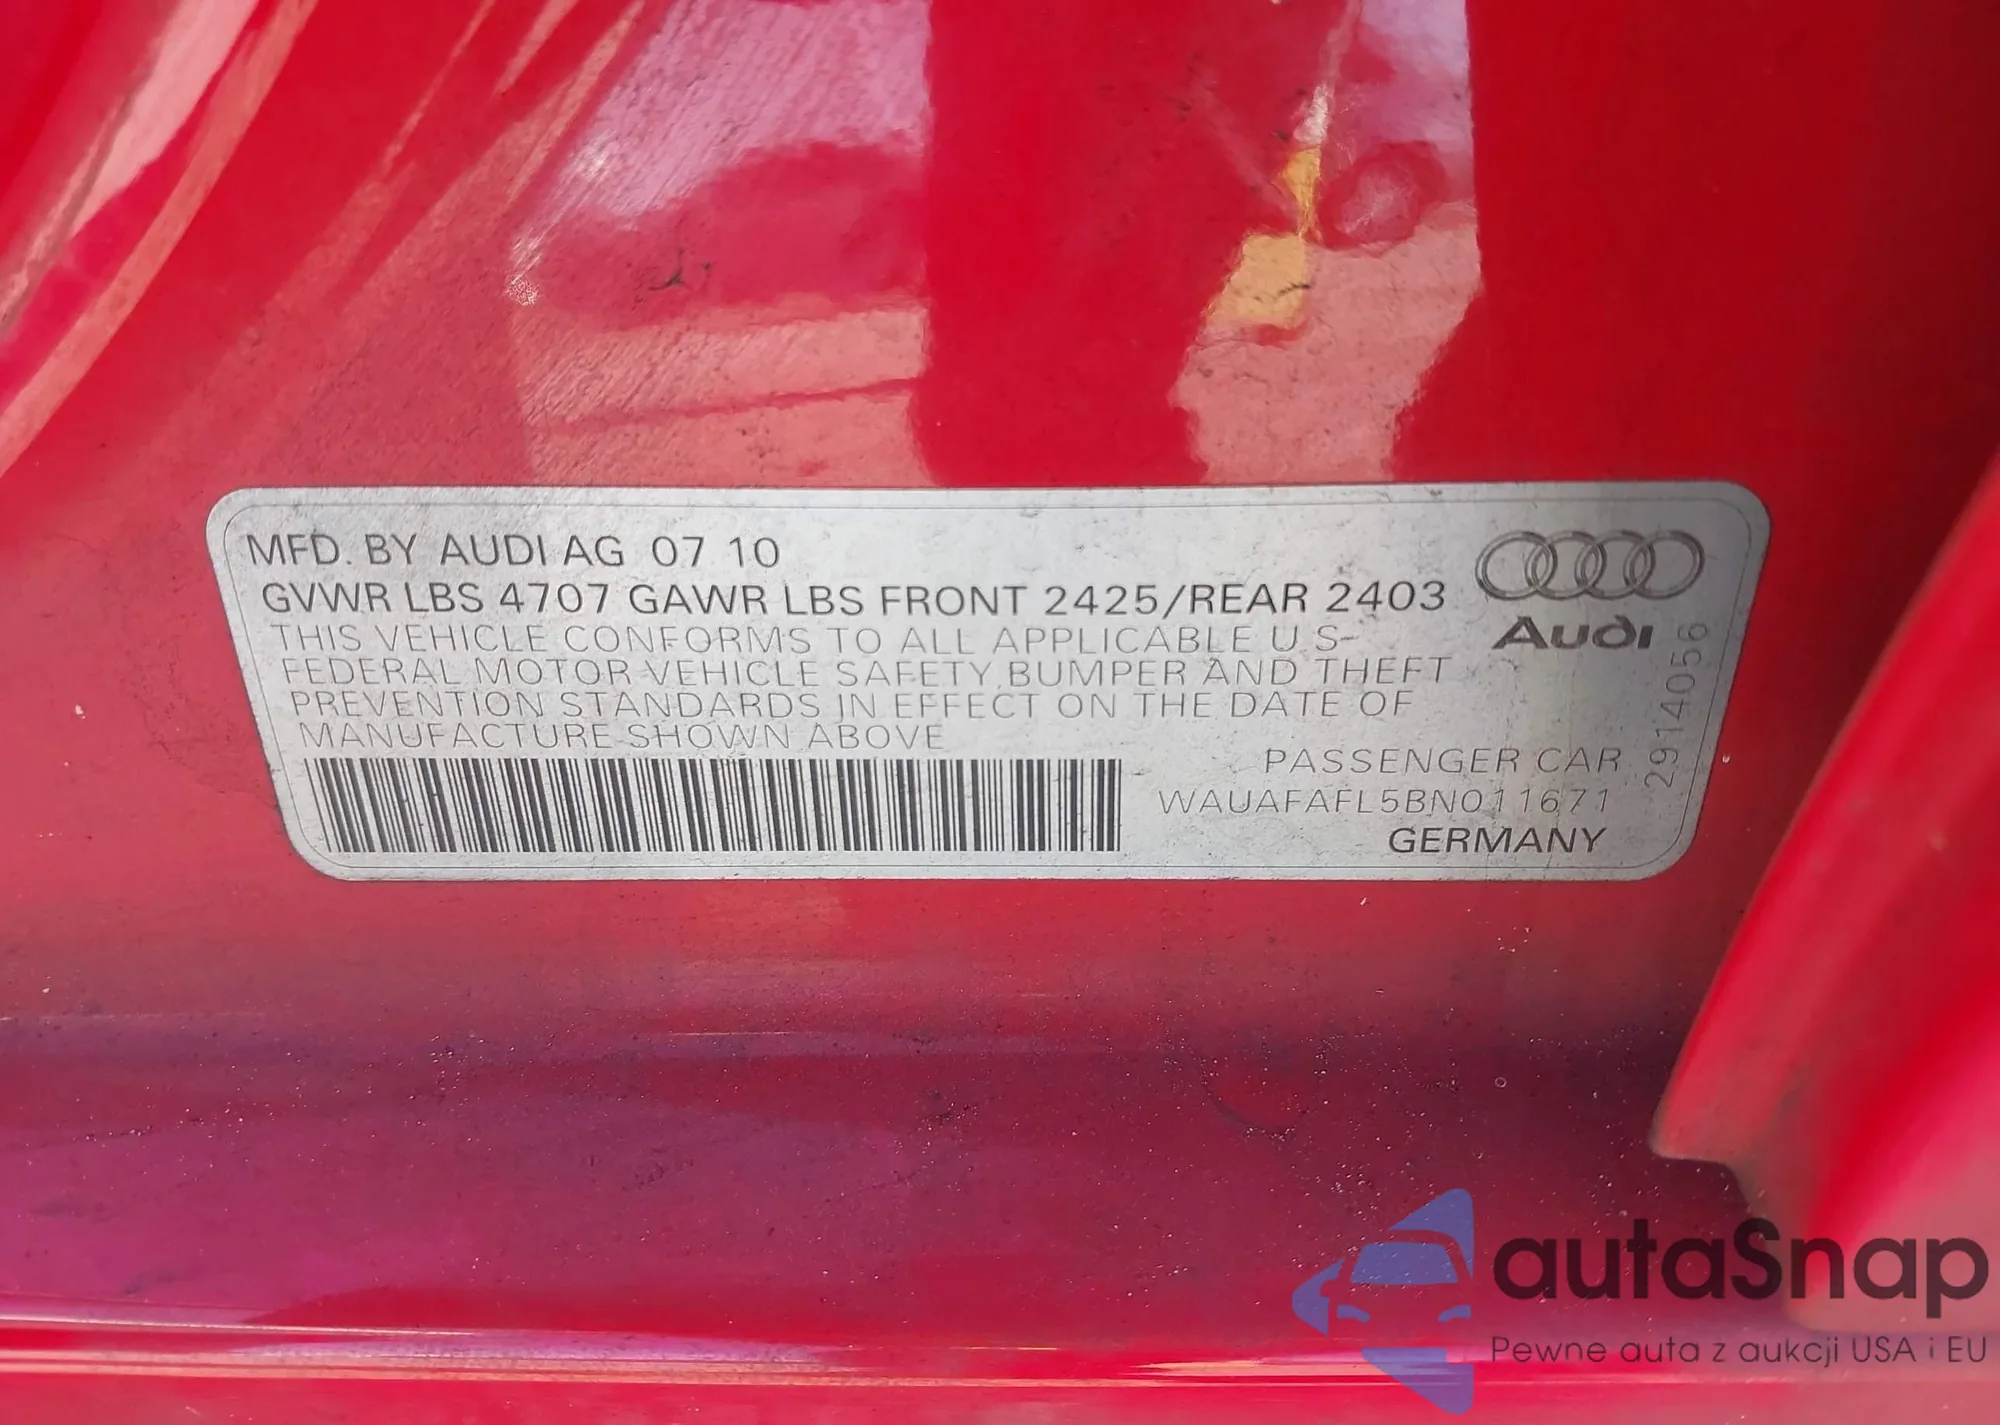 MFD. BY AUDI AG 07 10
GVWR LBS 4707 GAWR LBS FRONT 2425/REAR 2403
THIS VEHICLE CONFORMS TO ALL APPLICABLE U S-
FEDERAL MOTOR VEHICLE SAFETY, BUMPER AND THEFT
PREVENTION STANDARDS IN EFFECT ON THE DATE OF
MANUFACTURE SHOWN ABOVE
PASSENGER CAR
WAUAFAFL5BN011671
GERMANY
Audi
29114056
autaSnap
Pewne auta z aukcji USA i EU